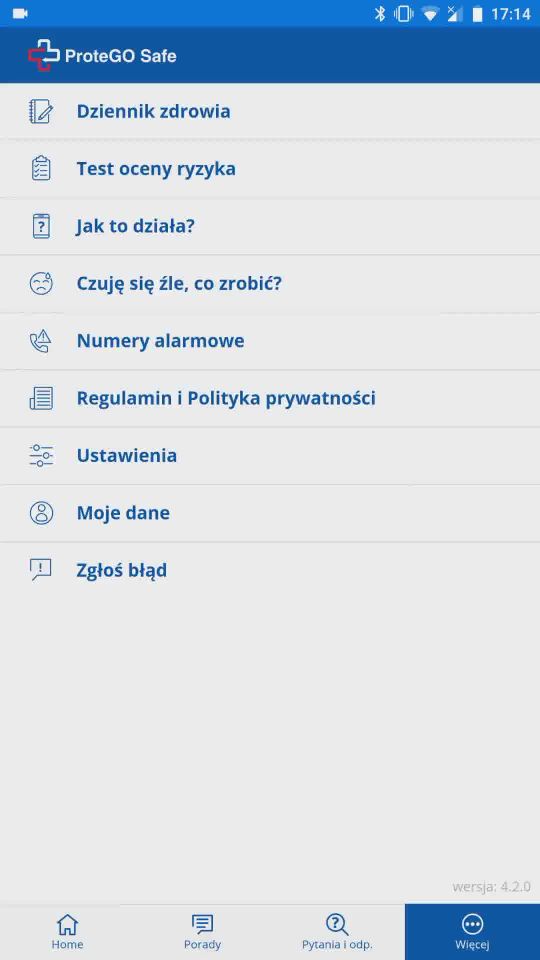 17:14
ProteGO Safe
Dziennik zdrowia
Test oceny ryzyka
Jak to działa?
Czuję się źle, co zrobić?
Numery alarmowe
Regulamin i Polityka prywatności
Ustawienia
Moje dane
Zgłoś błąd
wersja: 4.2.0
Home
Porady
Pytania i odp.
Więcej